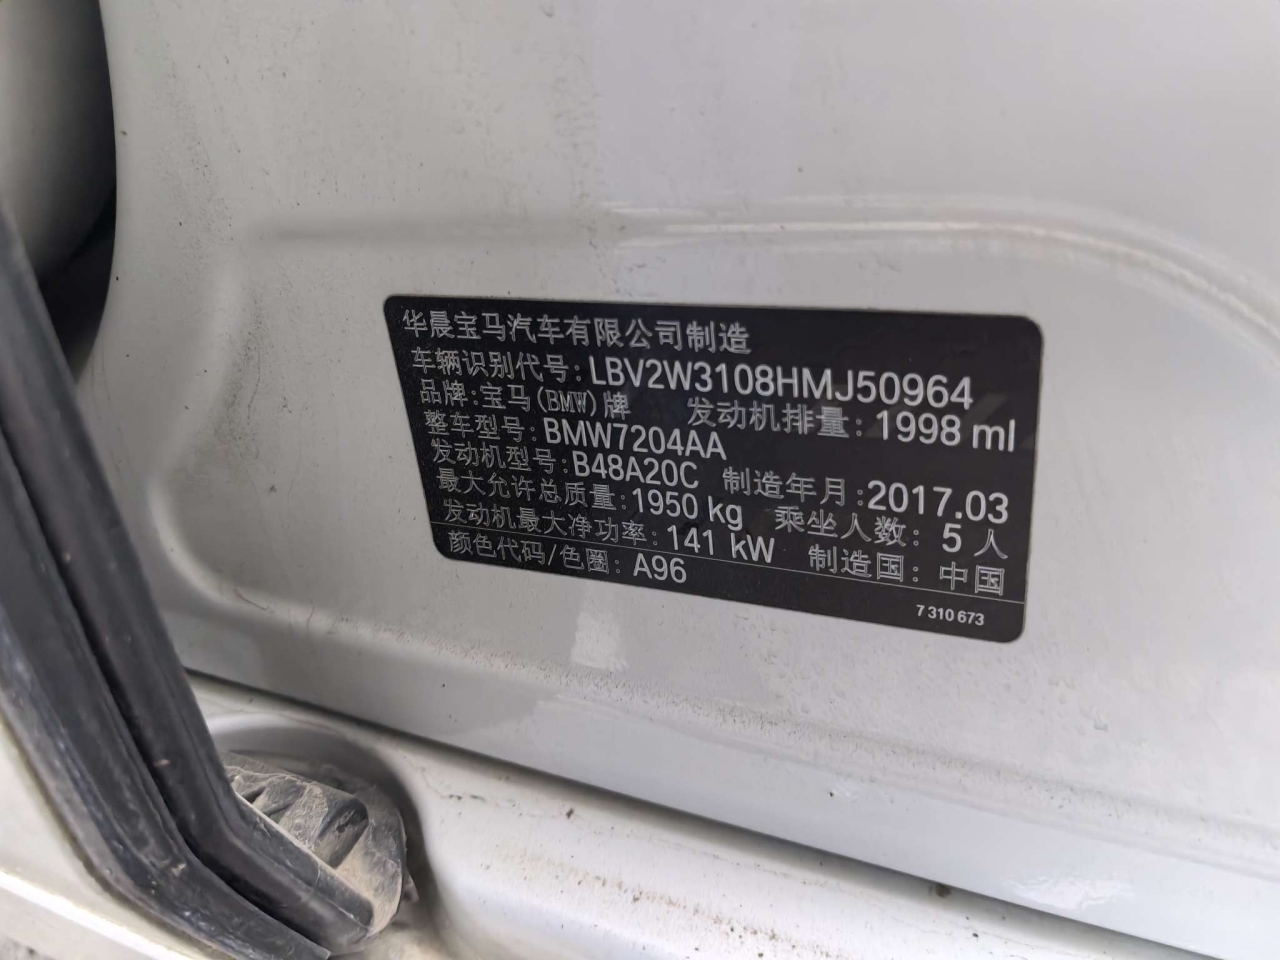 华晨宝马汽车有限公司制造
车辆识别代号: LBV2W3108HMJ50964
品牌: 宝马(BMW)牌 发动机排量: 1998 ml
整车型号: BMW7204AA
发动机型号: B48A20C 制造年月: 2017.03
最大允许总质量: 1950 kg 乘坐人数: 5 人
发动机最大净功率: 141 kW 制造国: 中国
颜色代码/色圈: A96
7 310 673